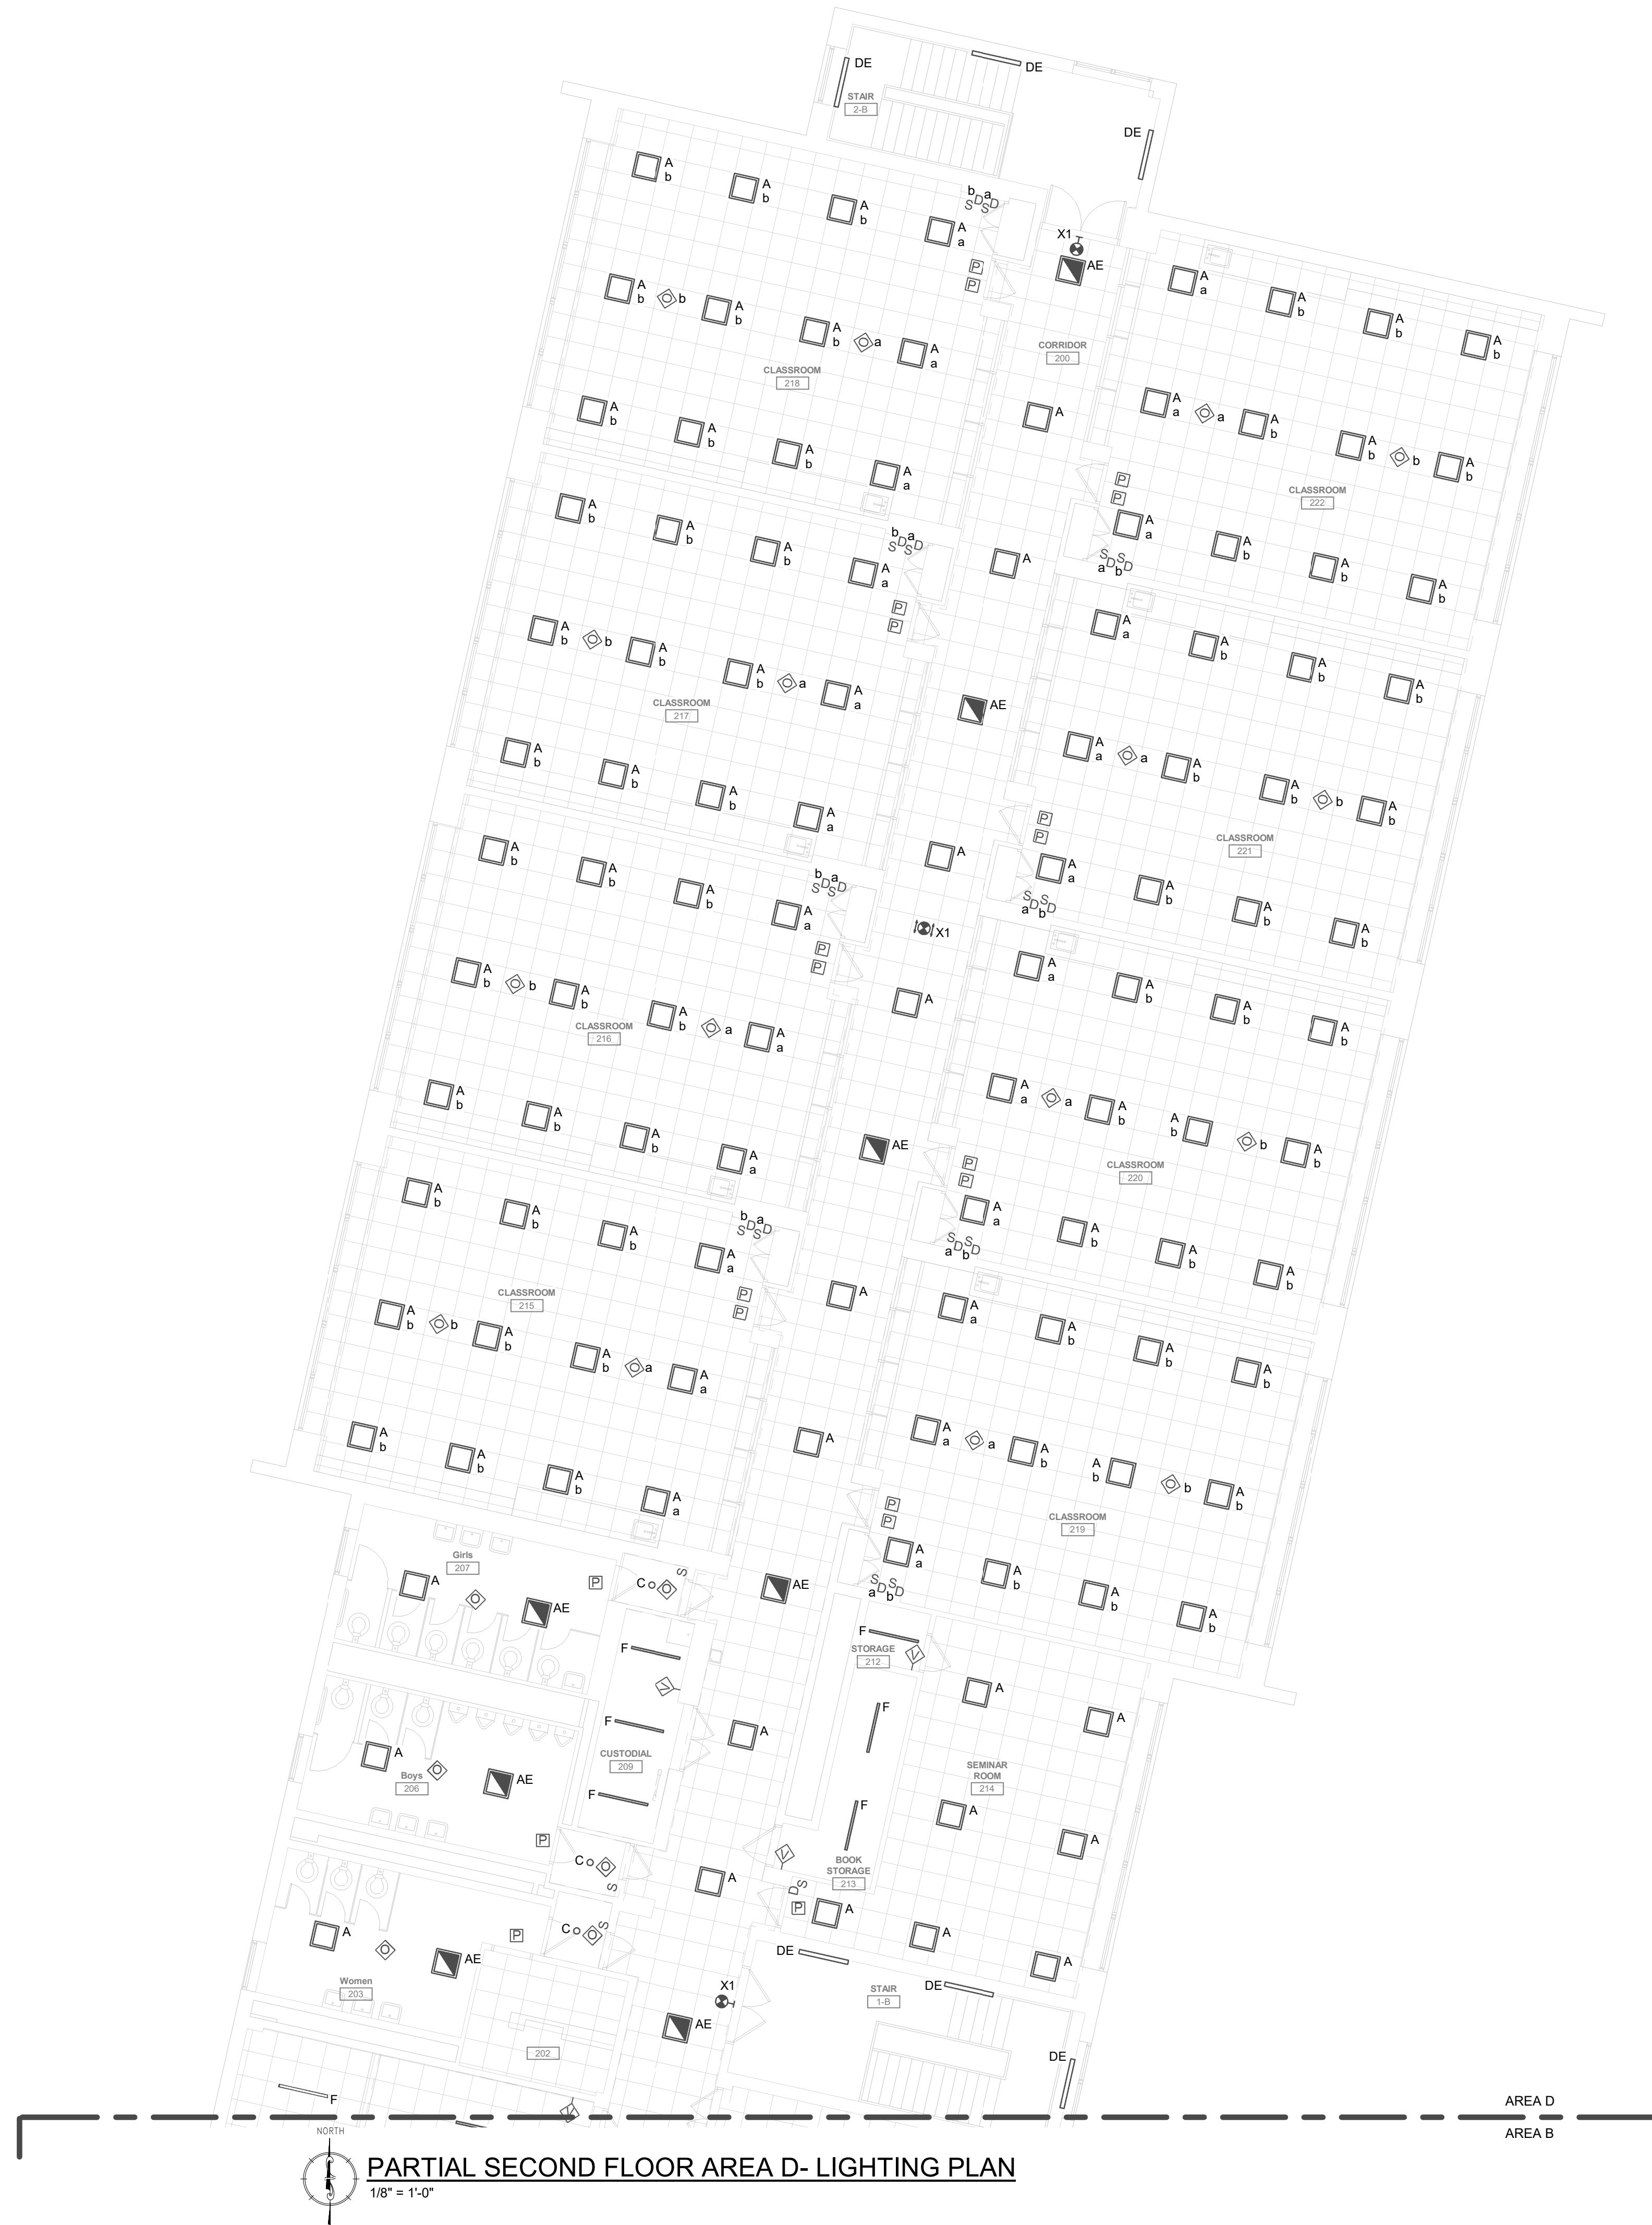 DE
DE
STAIR
2-B
DE
A
b
A
b
A
b
b a
S D S D
A
a
X1
AE
P
P
A
a
A
b
A
b
A
b
A
b
b
A
b
A
b
a
A
a
CORRIDOR
200
CLASSROOM
218
A
A
a
a
A
b
A
b
b
A
b
A
b
A
b
A
b
A
a
P
P
CLASSROOM
222
A
a
A
b
A
b
A
b
S D S D
a b
A
b
A
b
A
b
b a
S D S D
A
a
A
P
P
A
a
A
b
A
b
A
b
A
b
b
A
b
A
b
a
A
a
CLASSROOM
217
AE
A
a
a
A
b
A
b
b
A
b
A
b
A
b
A
b
A
a
P
P
CLASSROOM
221
A
A
a
A
b
A
b
A
b
S D S D
a b
A
b
A
b
A
b
b a
S D S D
A
a
X1
P
P
A
a
A
b
A
b
A
b
A
b
b
A
b
A
b
a
A
a
CLASSROOM
216
A
A
a
a
A
b
A
b
b
A
b
A
b
A
b
A
b
A
a
AE
P
P
CLASSROOM
220
A
a
A
b
A
b
A
b
S D S D
a b
A
b
A
b
A
b
b a
S D S D
A
a
P
P
A
A
a
A
b
A
b
A
b
CLASSROOM
215
A
b
b
A
b
A
b
a
A
a
A
a
a
A
b
A
b
b
A
b
A
b
A
b
A
b
A
a
A
P
P
CLASSROOM
219
A
a
A
b
A
b
A
b
S D S D
a b
Girls
207
A
AE
P
C
S
AE
F
STORAGE
212
V
F
V
F
CUSTODIAL
209
F
A
F
F
A
A
SEMINAR
ROOM
214
A
A
Boys
206
A
AE
P
C
S
V
BOOK
STORAGE
213
A
D S
P
A
A
A
C
S
P
A
AE
Women
203
DE
DE
STAIR
1-B
DE
X1
AE
202
F
V
AREA D
AREA B
NORTH
PARTIAL SECOND FLOOR AREA D- LIGHTING PLAN
1/8" = 1'-0"